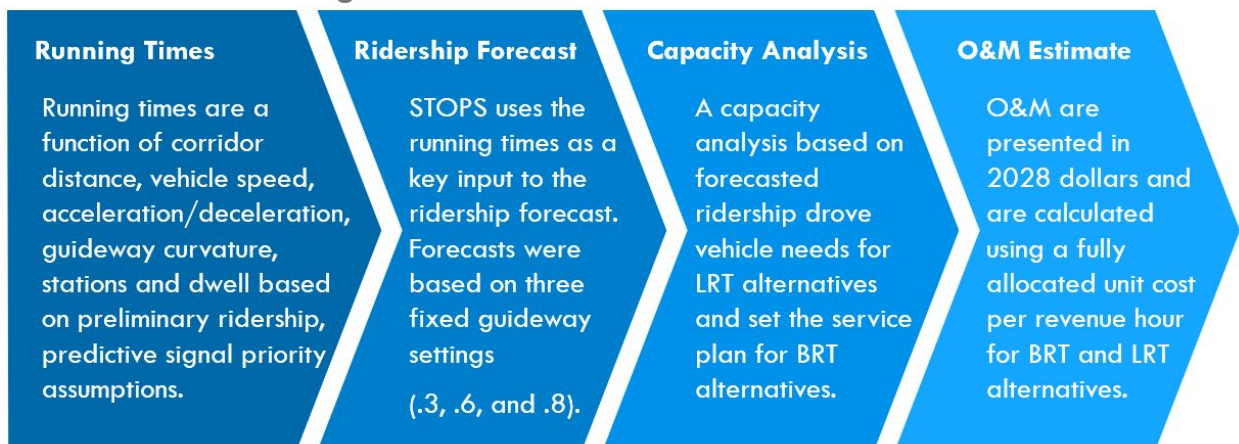 Running Times
Running times are a
function of corridor
distance, vehicle speed,
acceleration/deceleration,
guideway curvature,
stations and dwell based
on preliminary ridership,
predictive signal priority
assumptions.
Ridership Forecast
STOPS uses the
running times as a
key input to the
ridership forecast.
Forecasts were
based on three
fixed guideway
settings
(.3, .6, and .8).
Capacity Analysis
A capacity
analysis based on
forecasted
ridership drove
vehicle needs for
LRT alternatives
and set the service
plan for BRT
alternatives.
O&M Estimate
O&M are
presented in
2028 dollars and
are calculated
using a fully
allocated unit cost
per revenue hour
for BRT and LRT
alternatives.